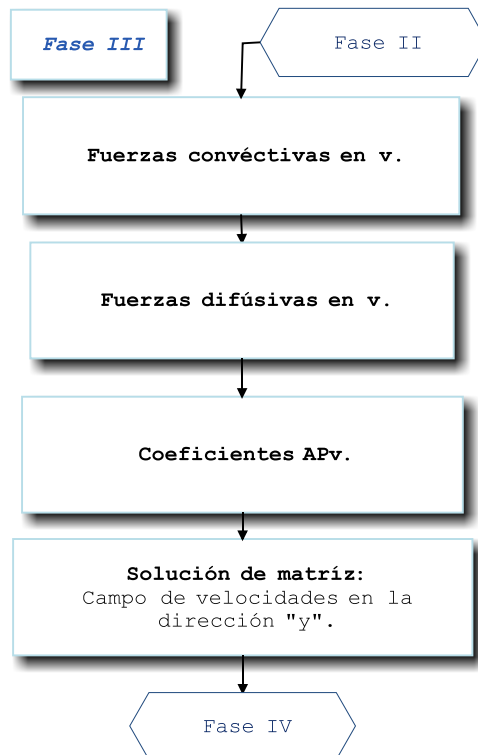 Fase III
Fase II
Fuerzas convéctivas en v.
Fuerzas difúsivas en v.
Coeficientes APv.
Solución de matríz:
Campo de velocidades en la
dirección "y".
Fase IV